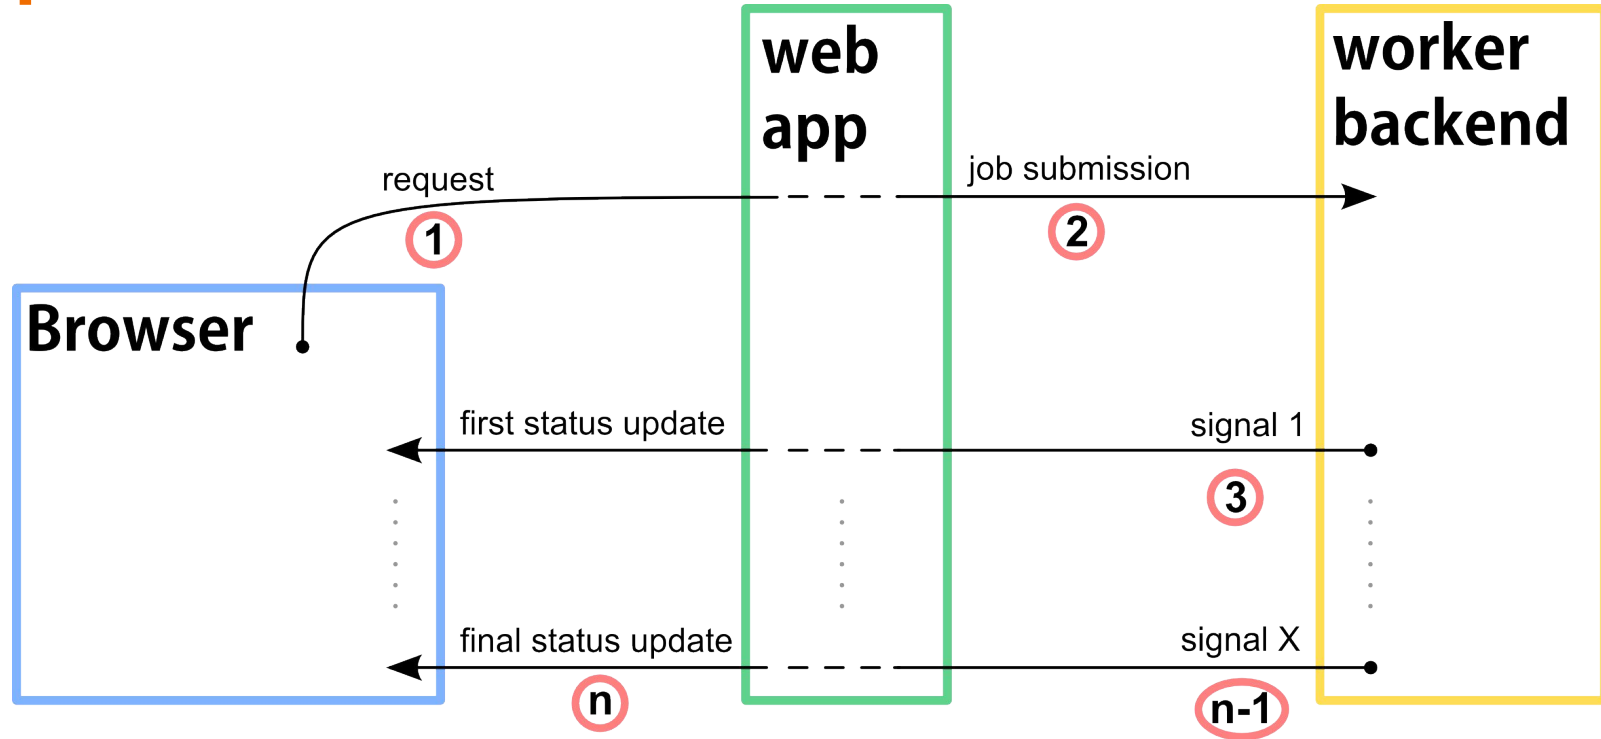 web
app
worker
backend
request
job submission
1
2
Browser
first status update
signal 1
3
final status update
signal X
n
n-1